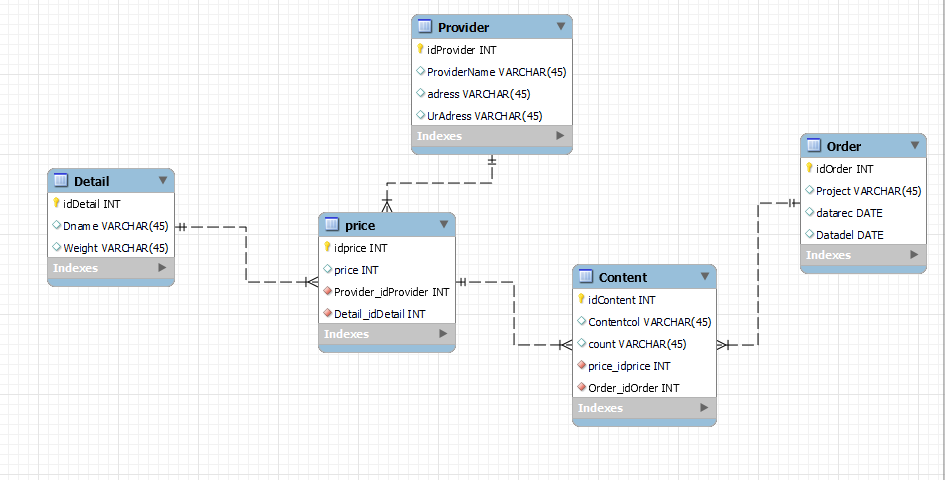 Provider
idProvider INT
ProviderName VARCHAR(45)
adress VARCHAR(45)
UrAdress VARCHAR(45)
Indexes
Detail
idDetail INT
Dname VARCHAR(45)
Weight VARCHAR(45)
Indexes
price
idprice INT
price INT
Provider_idProvider INT
Detail_idDetail INT
Indexes
Content
idContent INT
Contentcol VARCHAR(45)
count VARCHAR(45)
price_idprice INT
Order_idOrder INT
Indexes
Order
idOrder INT
Project VARCHAR(45)
datarec DATE
Datadel DATE
Indexes